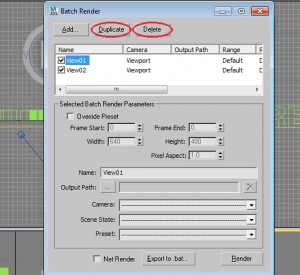 Batch Render
Add... Duplicate Delete
Name Camera Output Path Range
View01 Viewport Default
View02 Viewport Default
Selected Batch Render Parameters
Override Preset
Frame Start: 0 Frame End: 0
Width: 640 Height: 480
Pixel Aspect: 1.0
Name: View01
Output Path: ...
Camera:
Scene State:
Preset:
Net Render Export to .bat... Render